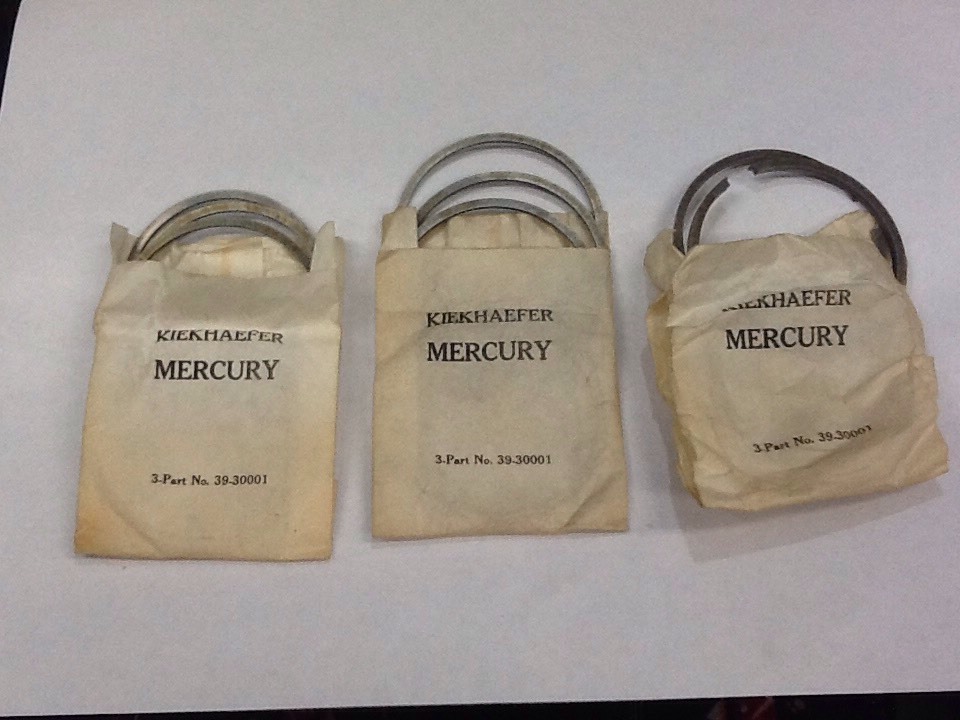 KIEKHAEFER
MERCURY
3-Part No. 39-30001
KIEKHAEFER
MERCURY
3-Part No. 39-30001
KIEKHAEFER
MERCURY
3-Part No. 39-30001